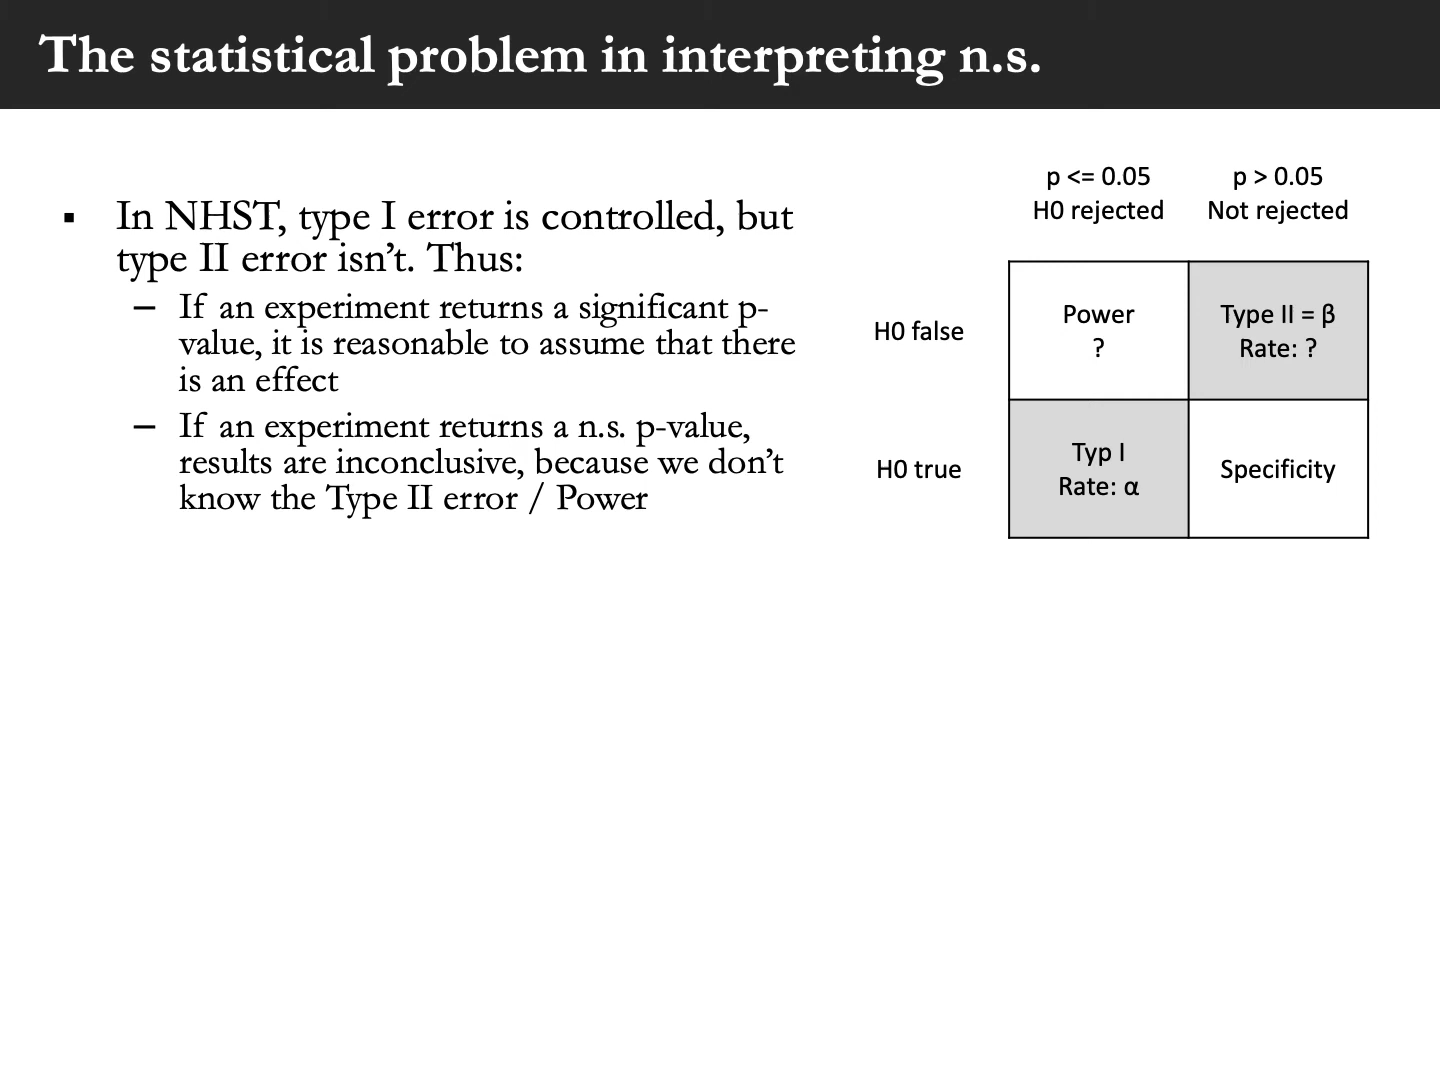 The statistical problem in interpreting n.s.
▪ In NHST, type I error is controlled, but
type II error isn’t. Thus:
– If an experiment returns a significant p-
value, it is reasonable to assume that there
is an effect
– If an experiment returns a n.s. p-value,
results are inconclusive, because we don’t
know the Type II error / Power
p <= 0.05
H0 rejected
p > 0.05
Not rejected
H0 false
Power
?
Type II = β
Rate: ?
H0 true
Typ I
Rate: α
Specificity